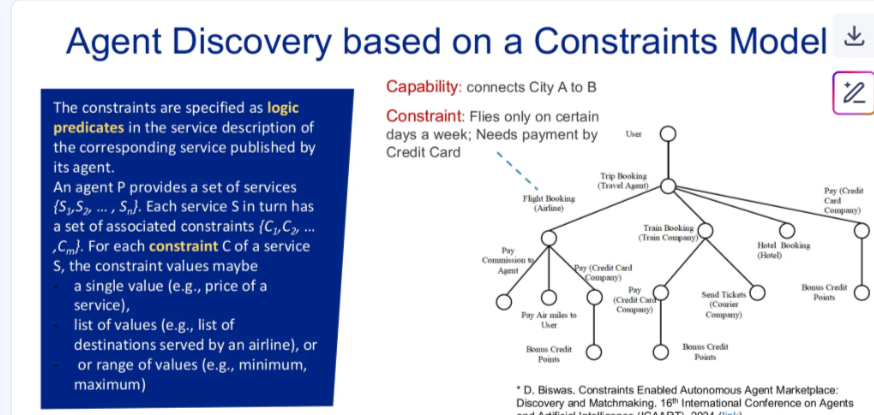 Agent Discovery based on a Constraints Model
The constraints are specified as logic
predicates in the service description of
the corresponding service published by
its agent.
An agent P provides a set of services
{S1,S2, ... , Sn}. Each service S in turn has
a set of associated constraints {C1,C2, ...
,Cm}. For each constraint C of a service
S, the constraint values maybe
- a single value (e.g., price of a
service),
- list of values (e.g., list of
destinations served by an airline), or
- or range of values (e.g., minimum,
maximum)
Capability: connects City A to B
Constraint: Flies only on certain
days a week; Needs payment by
Credit Card
User
Trip Booking
(Travel Agent)
Flight Booking
(Airline)
Pay (Credit
Card
Company)
Train Booking
(Train Company)
Hotel Booking
(Hotel)
Pay
Commission to
Agent
Pay (Credit Card
Company)
Pay
(Credit Card
Company)
Send Tickets
(Courier
Company)
Bonus Credit
Points
Pay Air miles to
User
Bonus Credit
Points
Bonus Credit
Points
* D. Biswas. Constraints Enabled Autonomous Agent Marketplace:
Discovery and Matchmaking. 16th International Conference on Agents
and Artificial Intelligence (ICAART), 2024 (link)